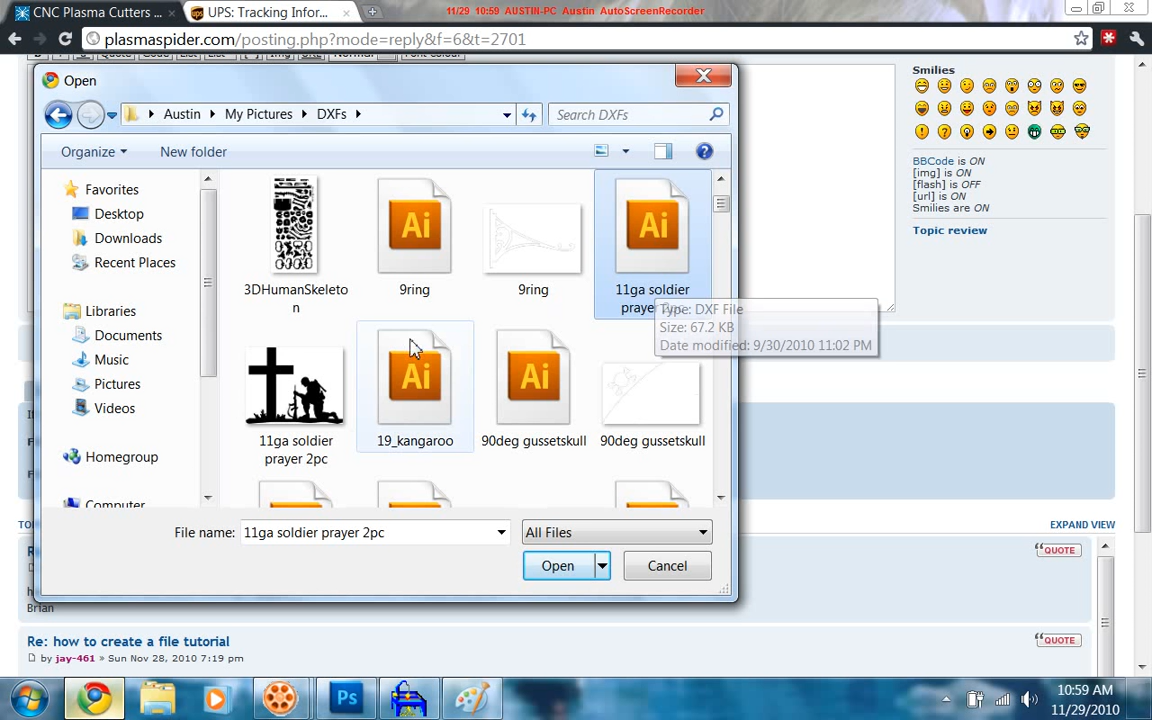 CNC Plasma Cutters ...
UPS: Tracking Infor...
11/29 10:59 AUSTIN-PC Austin AutoScreenRecorder
plasmaspider.com/posting.php?mode=reply&f=6&t=2701
Open
Austin
My Pictures
DXFs
Search DXFs
Organize
New folder
Favorites
Desktop
Downloads
Recent Places
Libraries
Documents
Music
Pictures
Videos
Homegroup
Computer
3DHumanSkeleto
n
9ring
9ring
11ga soldier
prayer
Type: DXF File
Size: 67.2 KB
Date modified: 9/30/2010 11:02 PM
11ga soldier
prayer 2pc
19_kangaroo
90deg gussetskull
90deg gussetskull
File name:
11ga soldier prayer 2pc
All Files
Open
Cancel
Smilies
BBCode is ON
[img] is ON
[flash] is OFF
[url] is ON
Smilies are ON
Topic review
EXPAND VIEW
QUOTE
Brian
Re: how to create a file tutorial
QUOTE
by jay-461 » Sun Nov 28, 2010 7:19 pm
Ps
10:59 AM
11/29/2010